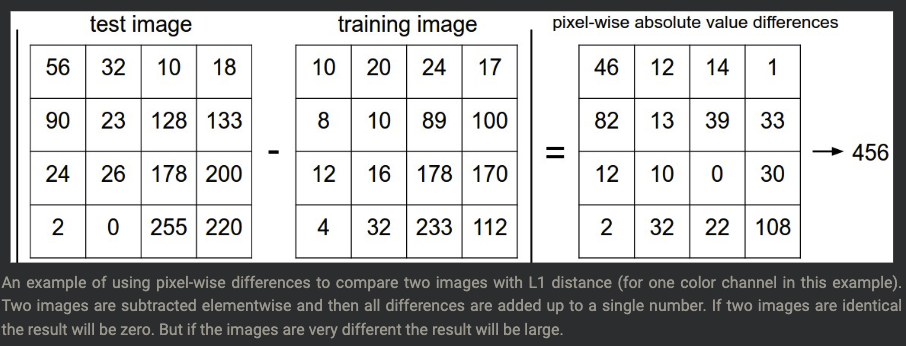 test image training image pixel-wise absolute value differences
56 32 10 18 10 20 24 17 46 12 14 1
90 23 128 133 8 10 89 100 82 13 39 33
- = → 456
24 26 178 200 12 16 178 170 12 10 0 30
2 0 255 220 4 32 233 112 2 32 22 108
An example of using pixel-wise differences to compare two images with L1 distance (for one color channel in this example).
Two images are subtracted elementwise and then all differences are added up to a single number. If two images are identical
the result will be zero. But if the images are very different the result will be large.